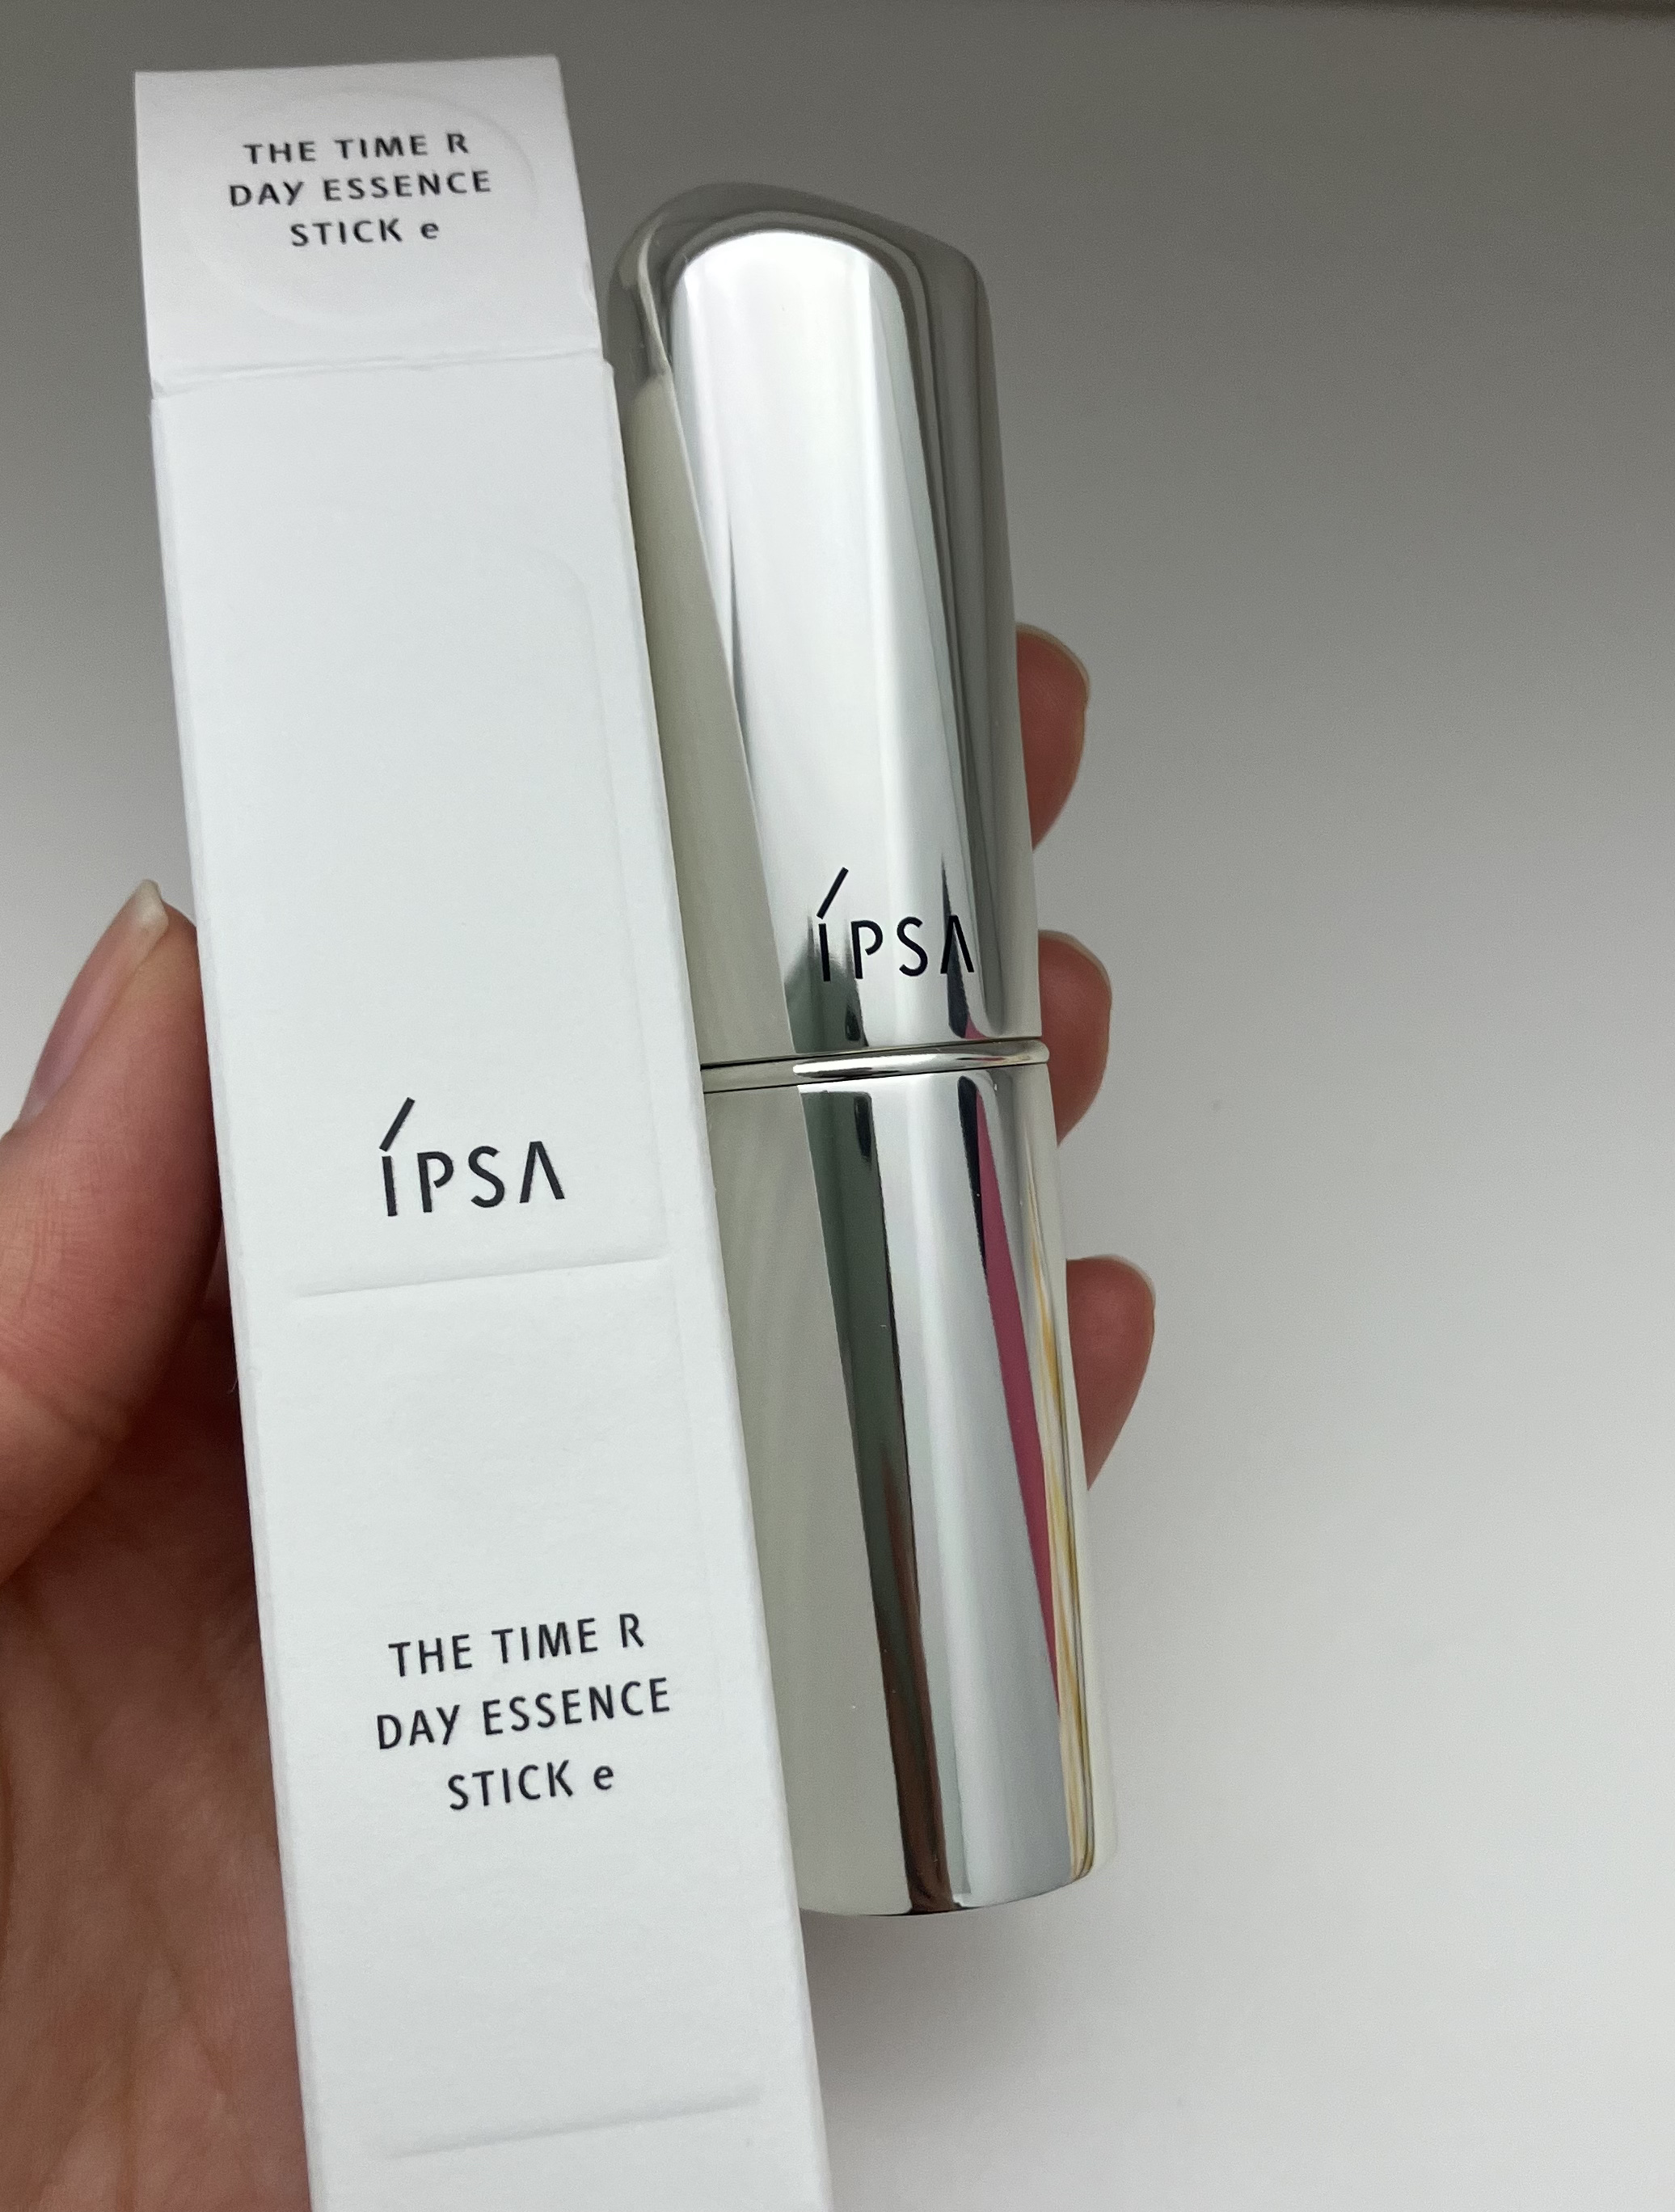 THE TIME R
DAY ESSENCE
STICK e
ÍPSA
ÍPSA
THE TIME R
DAY ESSENCE
STICK e